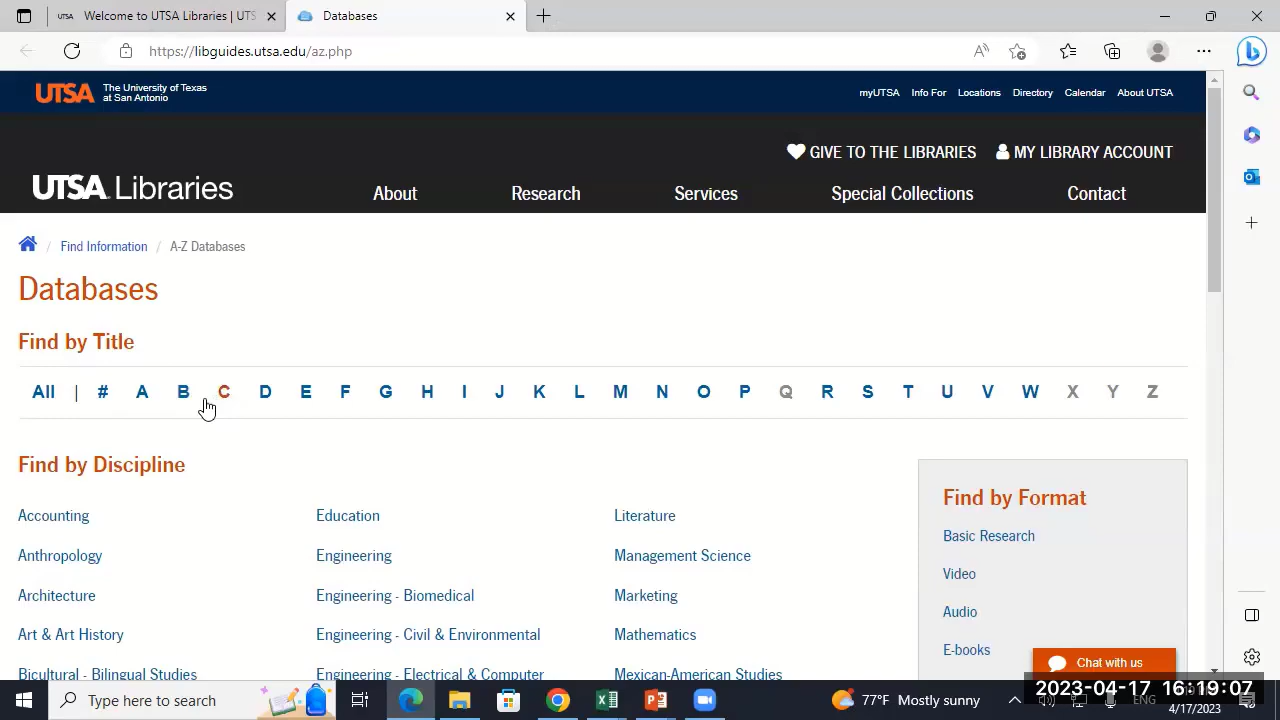 Welcome to UTSA Libraries | UTS
Databases
https://libguides.utsa.edu/az.php
UTSA The University of Texas at San Antonio
myUTSA Info For Locations Directory Calendar About UTSA
GIVE TO THE LIBRARIES MY LIBRARY ACCOUNT
UTSA Libraries
About Research Services Special Collections Contact
/ Find Information / A-Z Databases
Databases
Find by Title
All | # A B C D E F G H I J K L M N O P Q R S T U V W X Y Z
Find by Discipline
Accounting Education Literature
Anthropology Engineering Management Science
Architecture Engineering - Biomedical Marketing
Art & Art History Engineering - Civil & Environmental Mathematics
Bicultural - Bilingual Studies Engineering - Electrical & Computer Mexican-American Studies
Find by Format
Basic Research
Video
Audio
E-books
Chat with us
Type here to search
77°F Mostly sunny
ENG
2023-04-17 16:19:07
4/17/2023